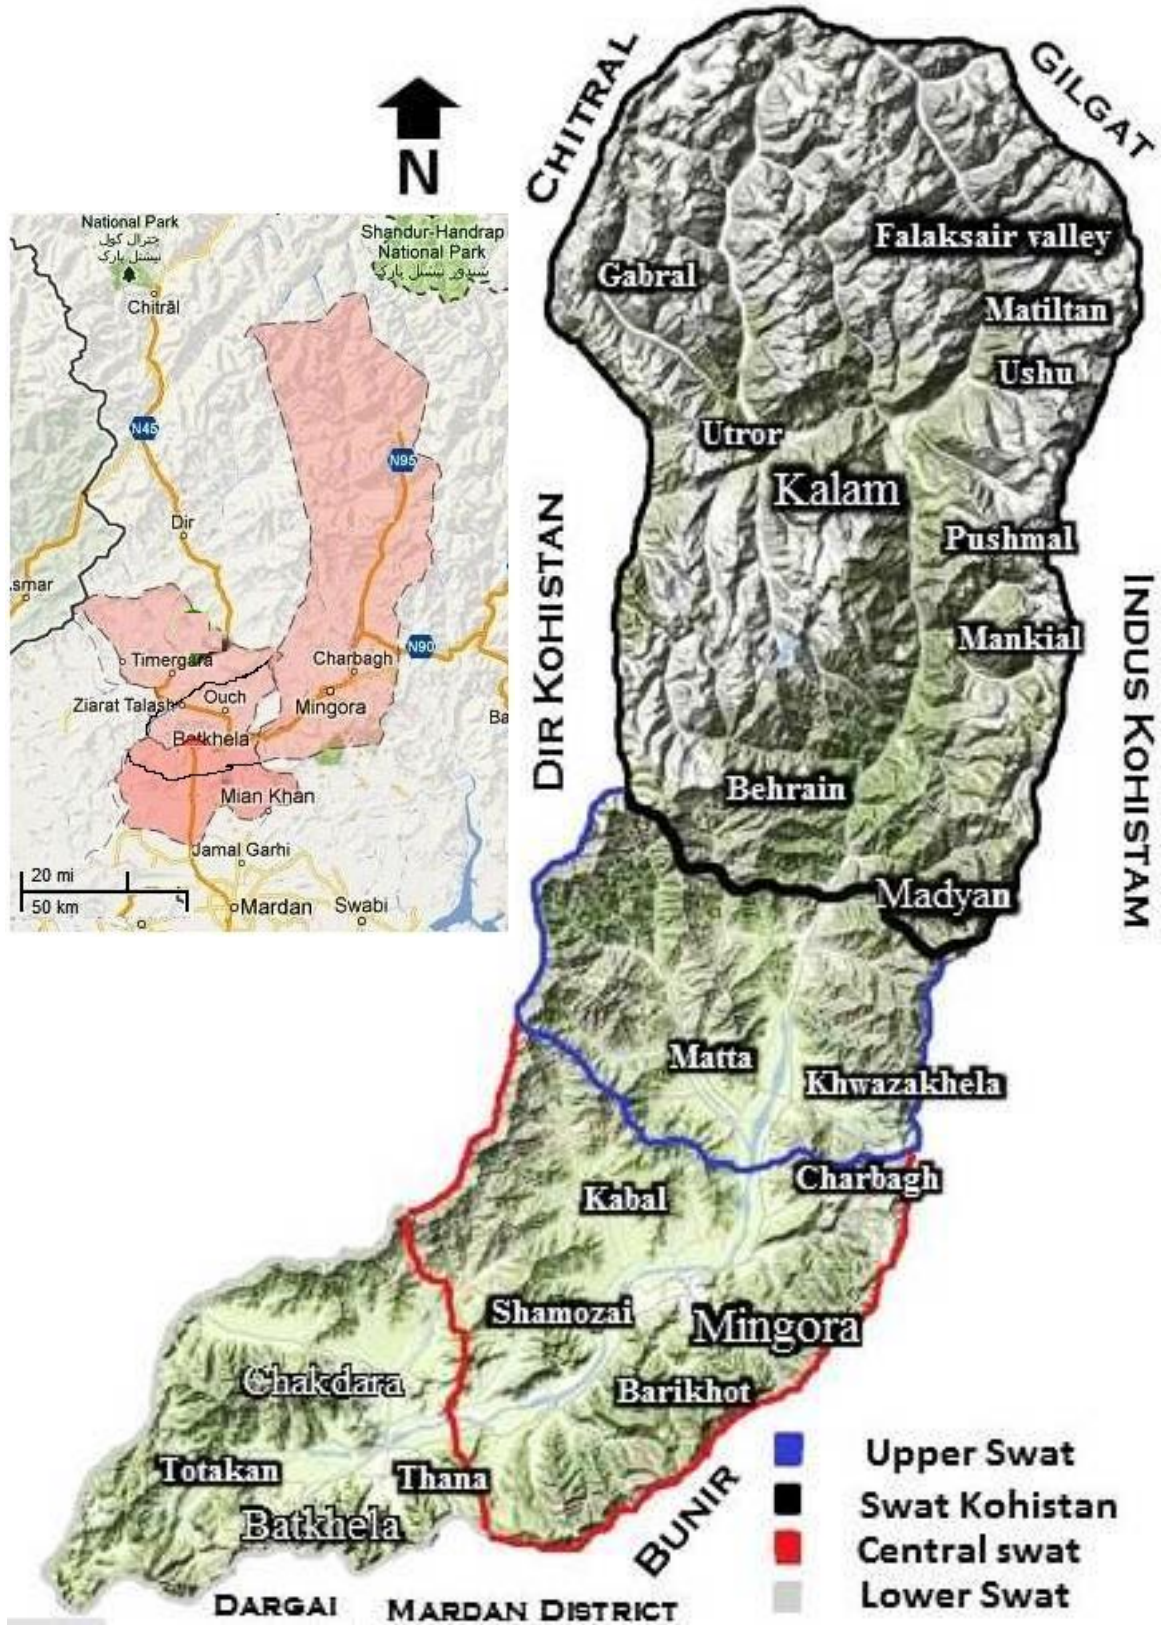 CHITRAL
GILGAT
N
Falaksair valley
Gabral
Matiltan
Ushu
Utror
Kalam
Pushmal
Mankial
DIR KOHISTAN
INDUS KOHISTAM
Behrain
Madyan
Matta
Khwazakhela
Charbagh
Kabal
Shamozai
Mingora
Chakdara
Barikhot
Totakan
Thana
Batkhela
BUNIR
DARGAI
MARDAN DISTRICT
Upper Swat
Swat Kohistan
Central swat
Lower Swat
National Park
چترال گول
نیشنل پارک
Chitrāl
Shandur-Handrap
National Park
نیشنل پارک
N45
N95
Dir
smar
N90
Timergara
Charbagh
Ziarat Talash
Ouch
Mingora
Ba
Batkhela
Mian Khan
Jamal Garhi
20 mi
50 km
Mardan
Swabi